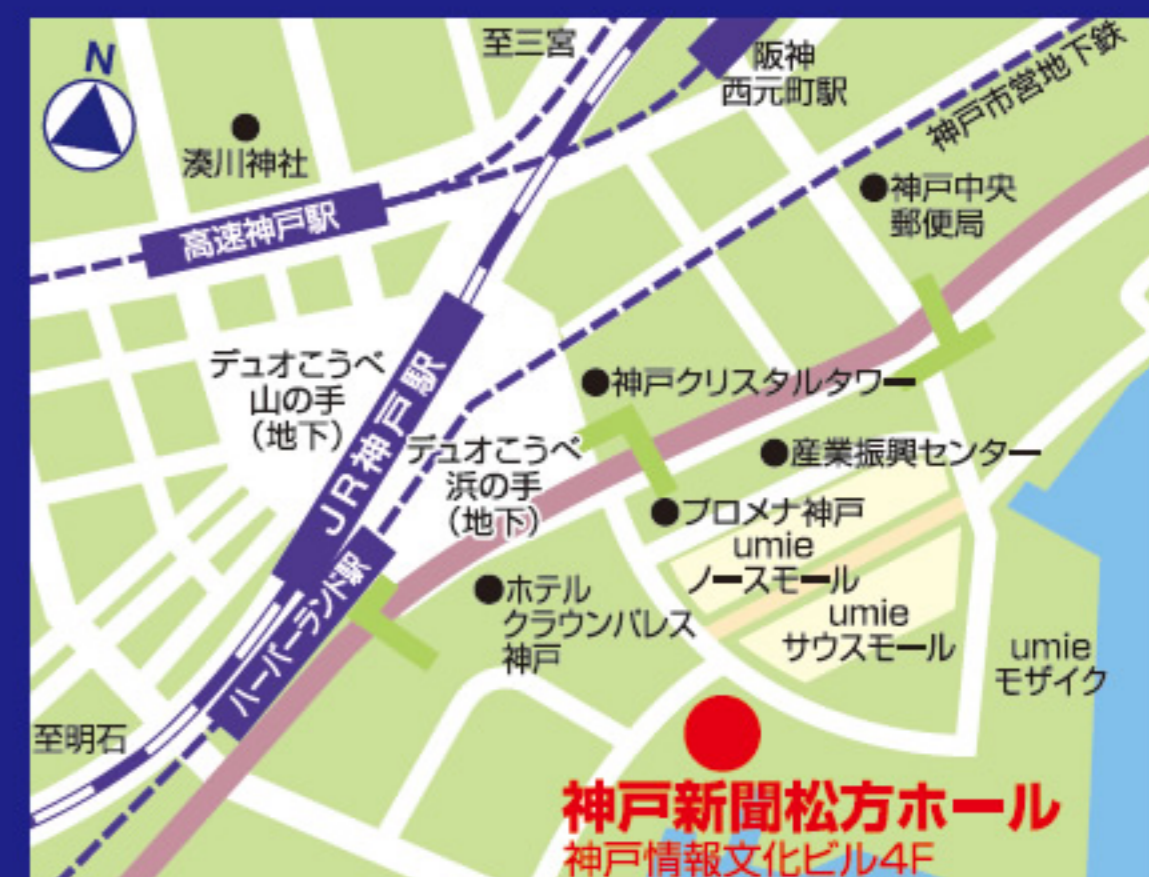 N
至三宮
阪神
西元町駅
神戸市営地下鉄
湊川神社
高速神戸駅
神戸中央
郵便局
デュオこうべ
山の手
（地下）
JR神戸駅
神戸クリスタルタワー
デュオこうべ
浜の手
（地下）
産業振興センター
プロメナ神戸
umie
ノースモール
ハーバーランド駅
ホテル
クラウンパレス
神戸
umie
サウスモール
umie
モザイク
至明石
神戸新聞松方ホール
神戸情報文化ビル4F